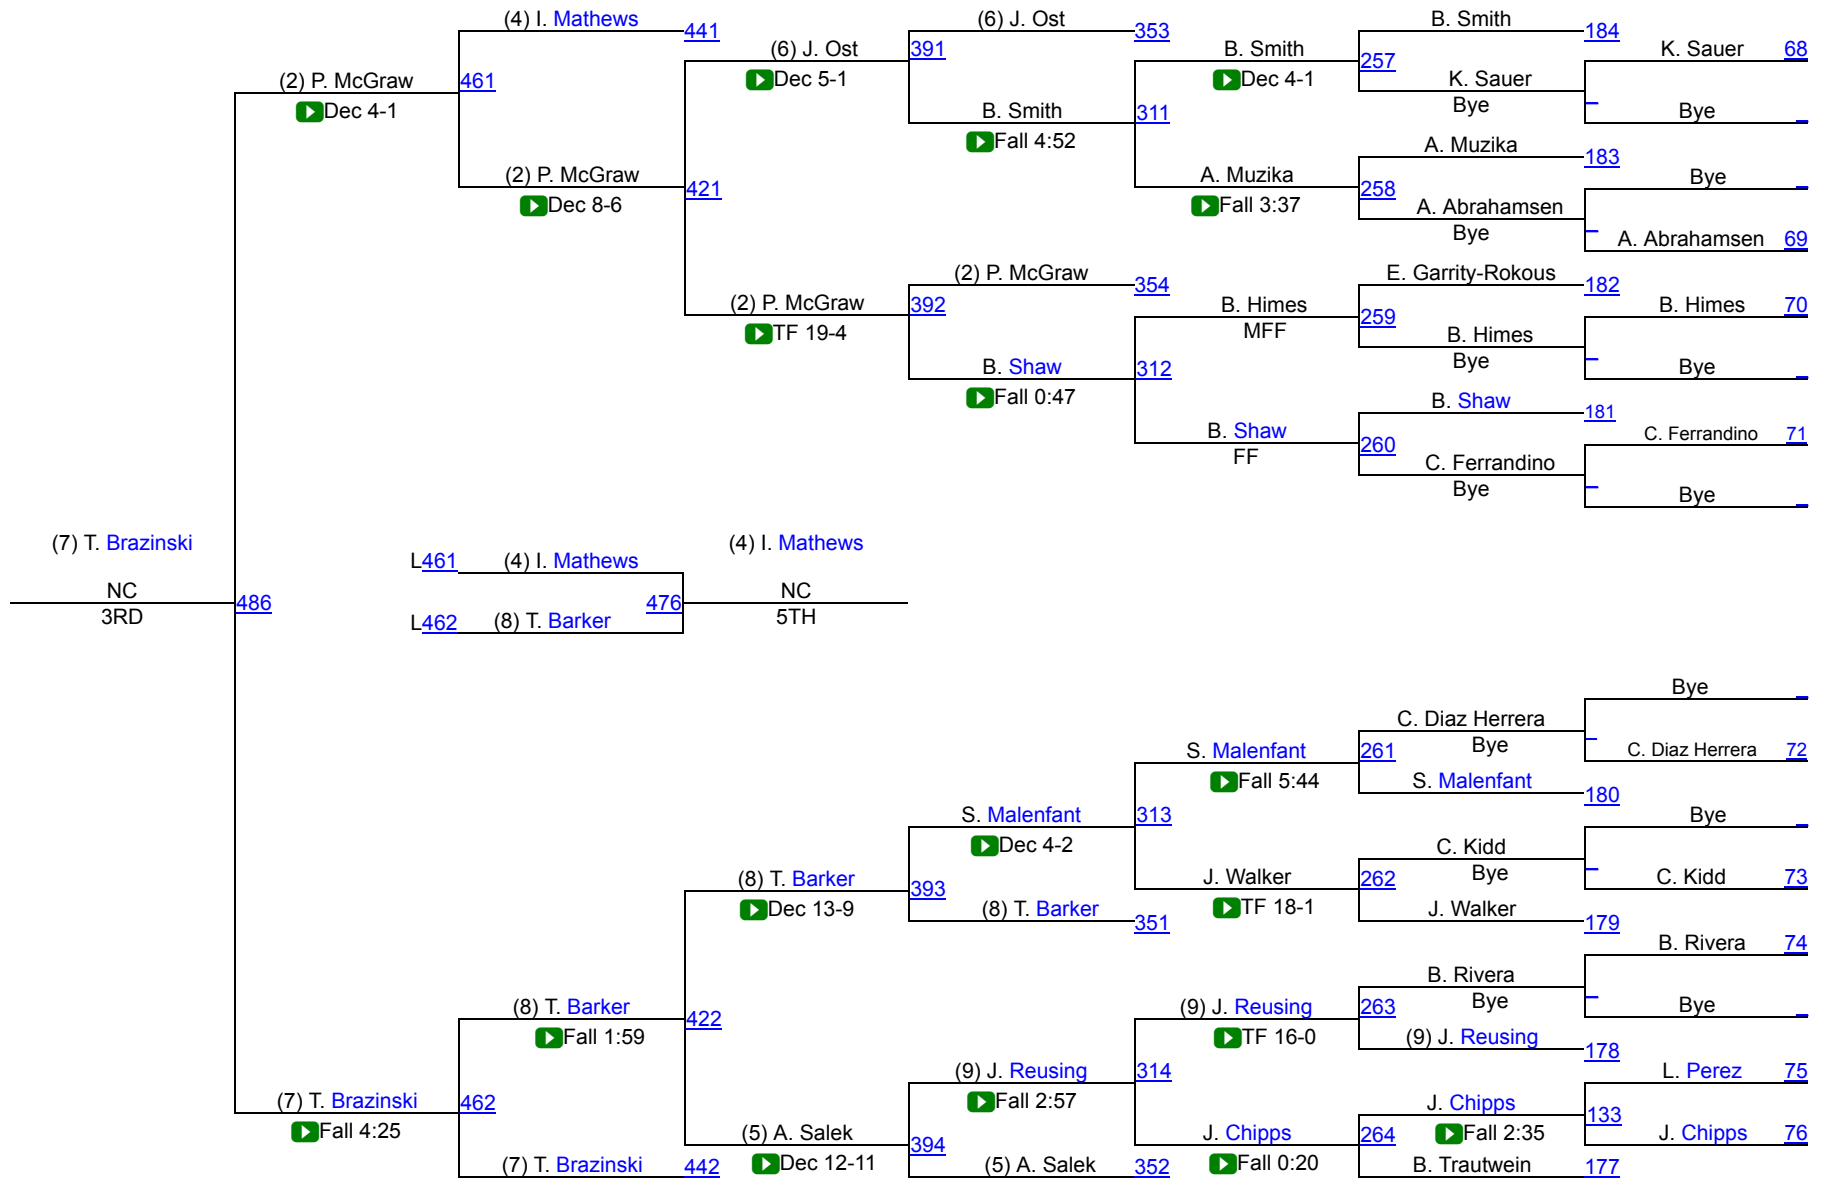 (4) I. Mathews
441
(6) J. Ost
353
B. Smith
184
K. Sauer 68
(6) J. Ost
391
Dec 5-1
B. Smith
Dec 4-1
257
K. Sauer
Bye
Bye
(2) P. McGraw
461
Dec 4-1
B. Smith
311
Fall 4:52
A. Muzika
183
Bye
(2) P. McGraw
421
Dec 8-6
A. Muzika
258
Fall 3:37
A. Abrahamsen
Bye
A. Abrahamsen 69
(2) P. McGraw
354
E. Garrity-Rokous
182
(2) P. McGraw
392
TF 19-4
B. Himes
MFF
259
B. Himes 70
B. Himes
Bye
Bye
B. Shaw
312
Fall 0:47
B. Shaw
181
B. Shaw
FF
260
C. Ferrandino 71
C. Ferrandino
Bye
Bye
(7) T. Brazinski
NC
3RD
486
L461 (4) I. Mathews
L462 (8) T. Barker
476
(4) I. Mathews
NC
5TH
Bye
C. Diaz Herrera
Bye
C. Diaz Herrera 72
S. Malenfant
261
Fall 5:44
S. Malenfant
180
S. Malenfant
313
Dec 4-2
Bye
C. Kidd
Bye
C. Kidd 73
J. Walker
262
TF 18-1
J. Walker
179
(8) T. Barker
393
Dec 13-9
(8) T. Barker
351
B. Rivera 74
B. Rivera
Bye
Bye
(8) T. Barker
422
Fall 1:59
(9) J. Reusing
263
TF 16-0
(9) J. Reusing
178
(9) J. Reusing
314
Fall 2:57
L. Perez 75
(7) T. Brazinski
462
Fall 4:25
J. Chipps
133
Fall 2:35
J. Chipps 76
(5) A. Salek
394
Dec 12-11
J. Chipps
264
Fall 0:20
(7) T. Brazinski 442
(5) A. Salek 352
B. Trautwein 177